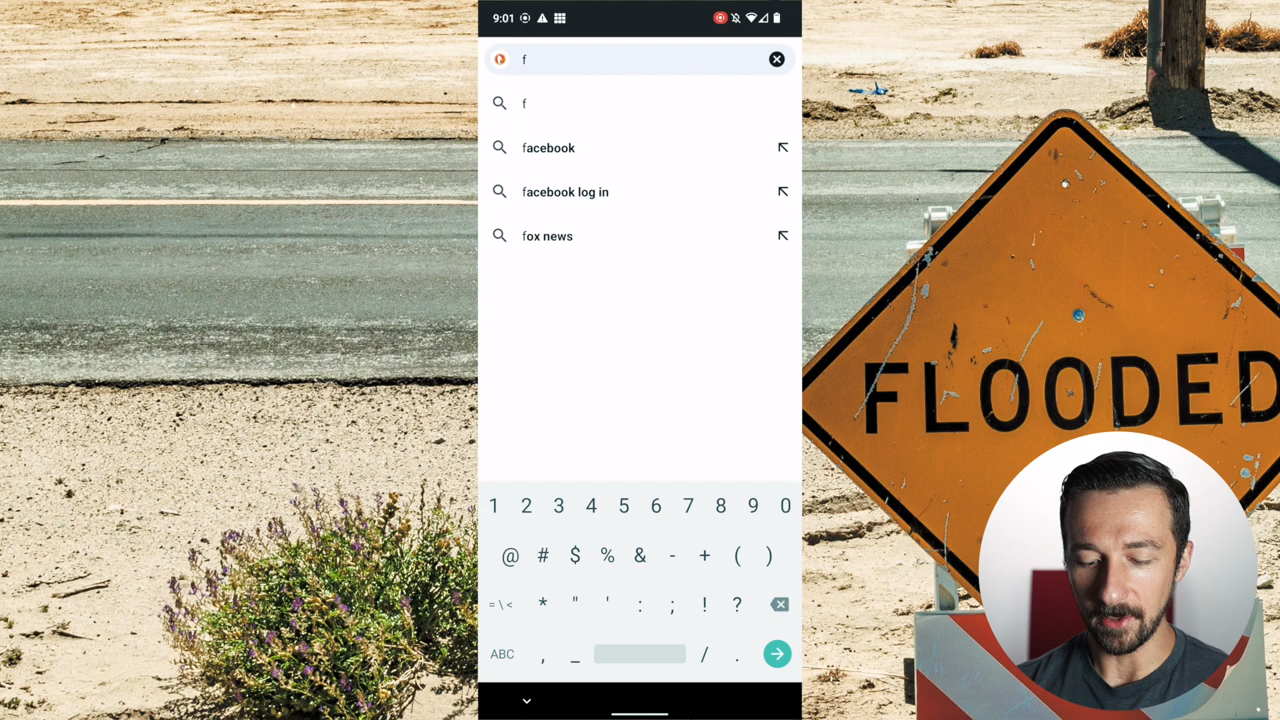 9:01
f
f
facebook
facebook log in
fox news
1 2 3 4 5 6 7 8 9 0
@ # $ % & - + ( )
= \ < * " ' : ; ! ?
ABC , _ / .
FLOODED